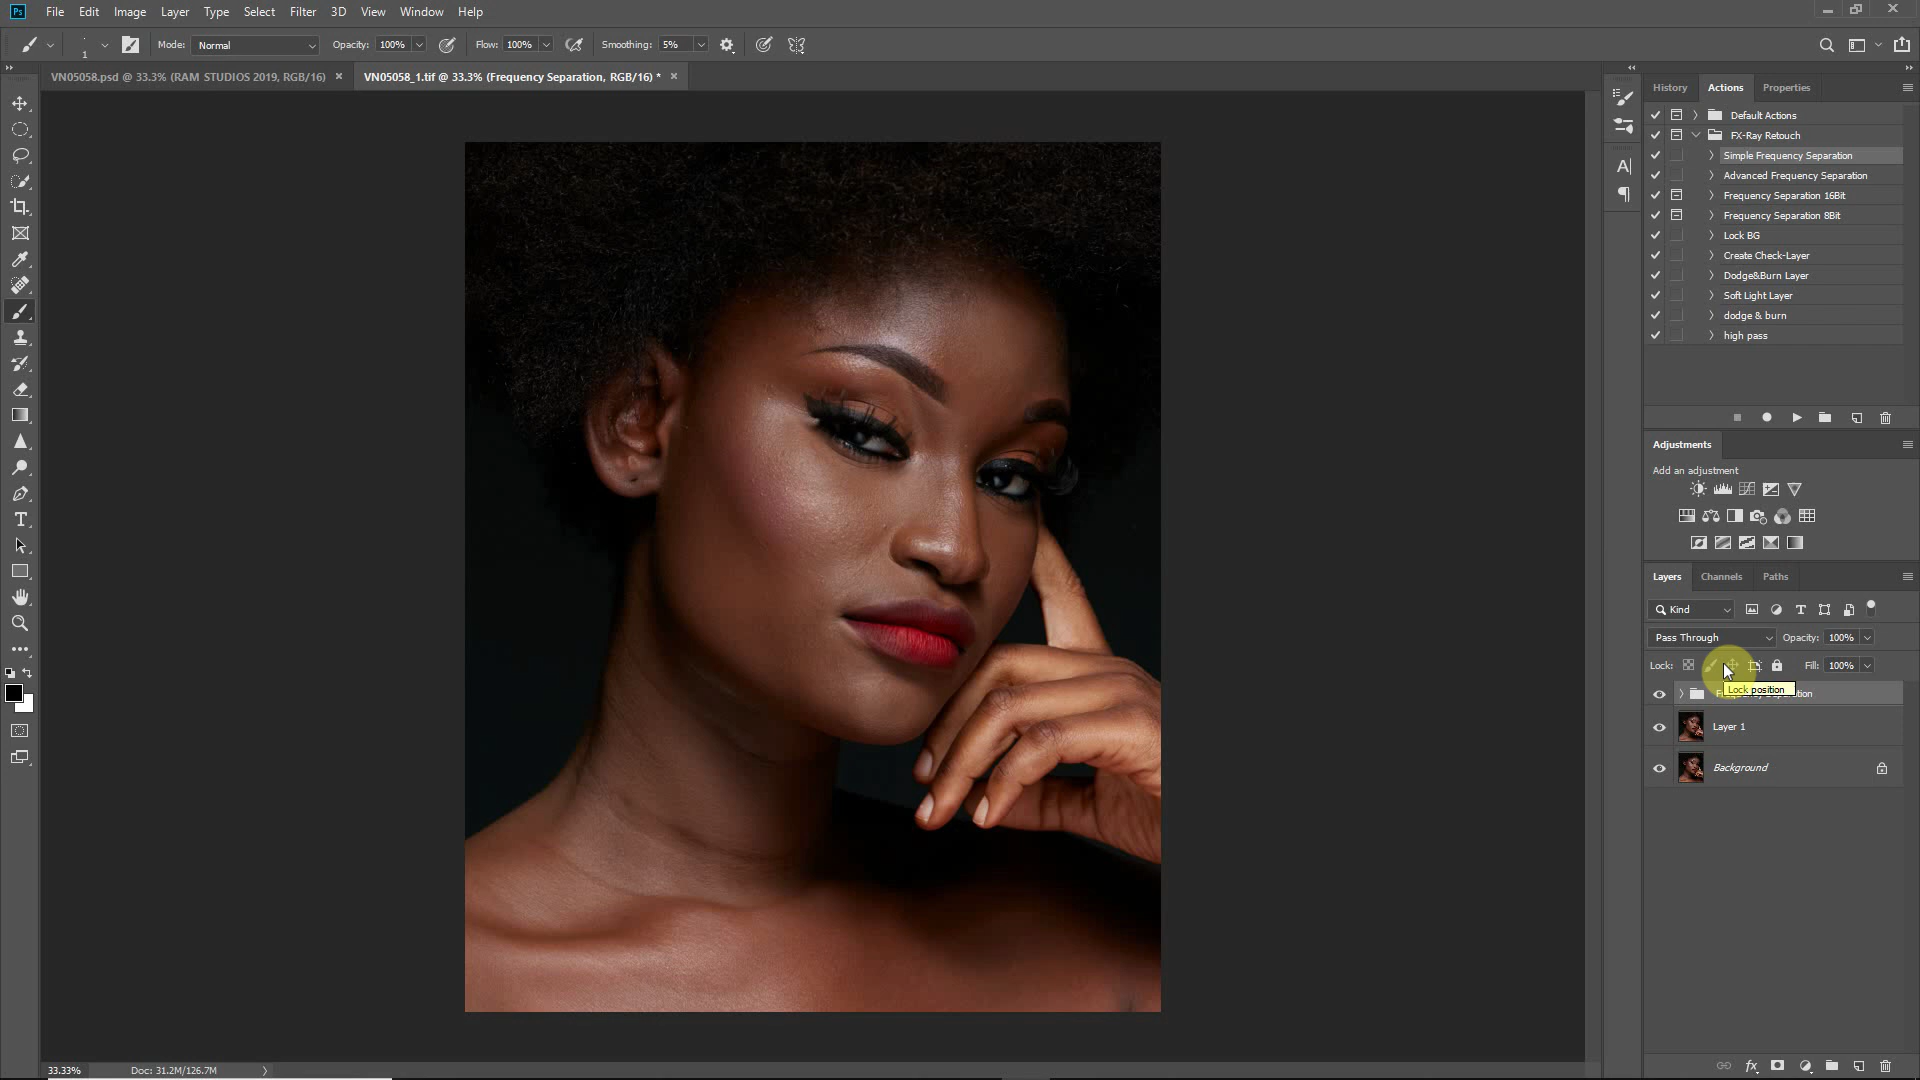 Ps File Edit Image Layer Type Select Filter 3D View Window Help
1 Mode: Normal Opacity: 100% Flow: 100% Smoothing: 5%
VN05058.psd @ 33.3% (RAM STUDIOS 2019, RGB/16) × VN05058_1.tif @ 33.3% (Frequency Separation, RGB/16) * ×
History Actions Properties
Default Actions
FX-Ray Retouch
Simple Frequency Separation
Advanced Frequency Separation
Frequency Separation 16Bit
Frequency Separation 8Bit
Lock BG
Create Check-Layer
Dodge&Burn Layer
Soft Light Layer
dodge & burn
high pass
Adjustments
Add an adjustment
Layers Channels Paths
Kind
Pass Through Opacity: 100%
Lock: Fill: 100%
Lock position
Layer 1
Background
33.33% Doc: 31.2M/126.7M